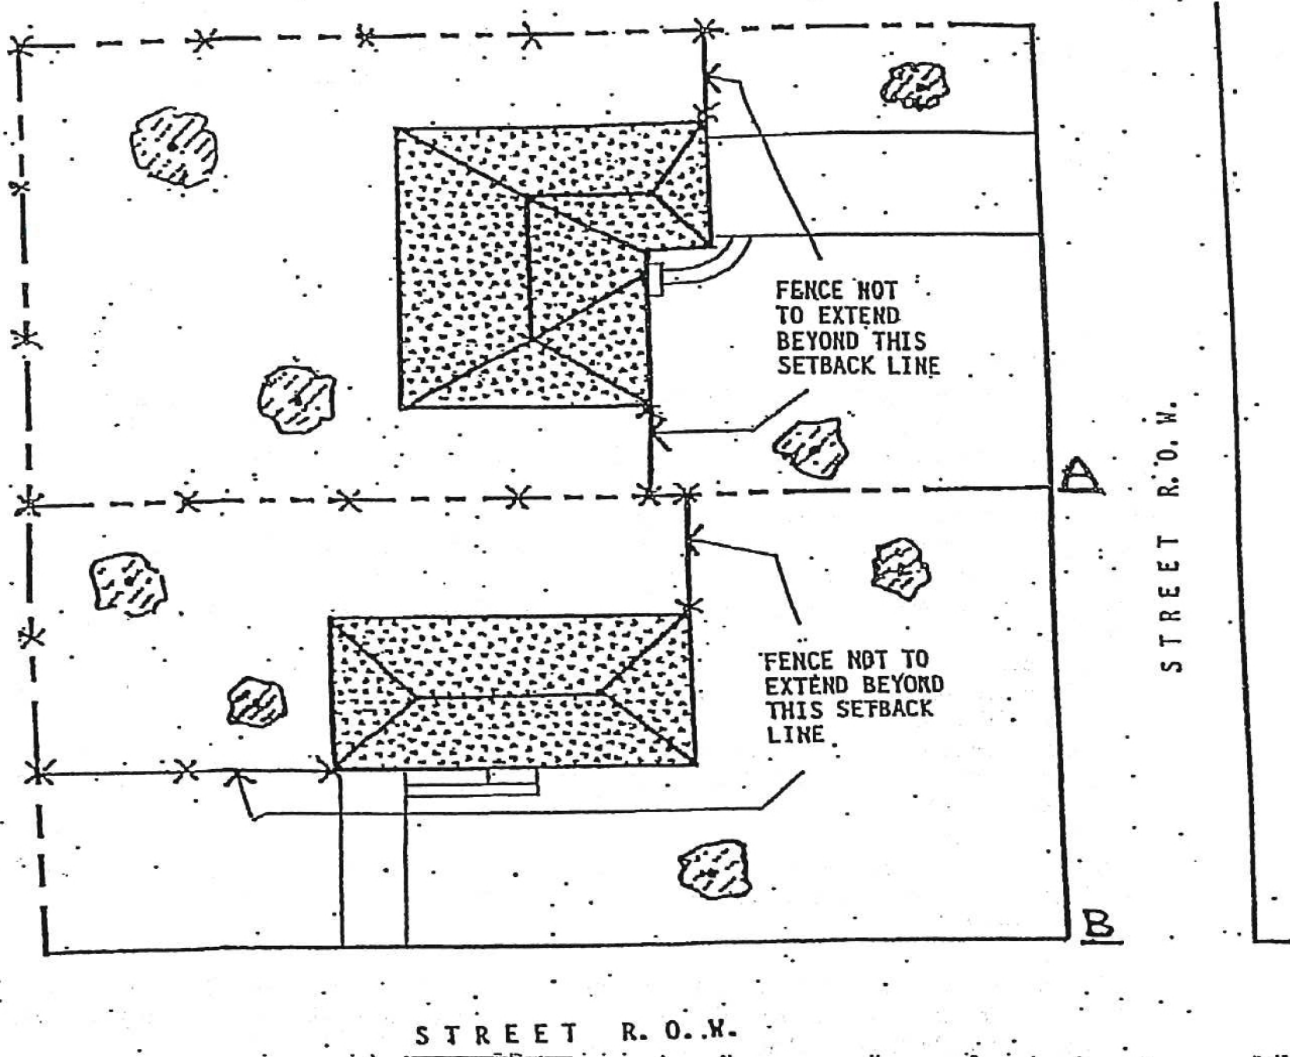 FENCE NOT
TO EXTEND
BEYOND THIS
SETBACK LINE
A
STREET R.O.W.
FENCE NOT TO
EXTEND BEYOND
THIS SETBACK
LINE
B
STREET R.O.W.